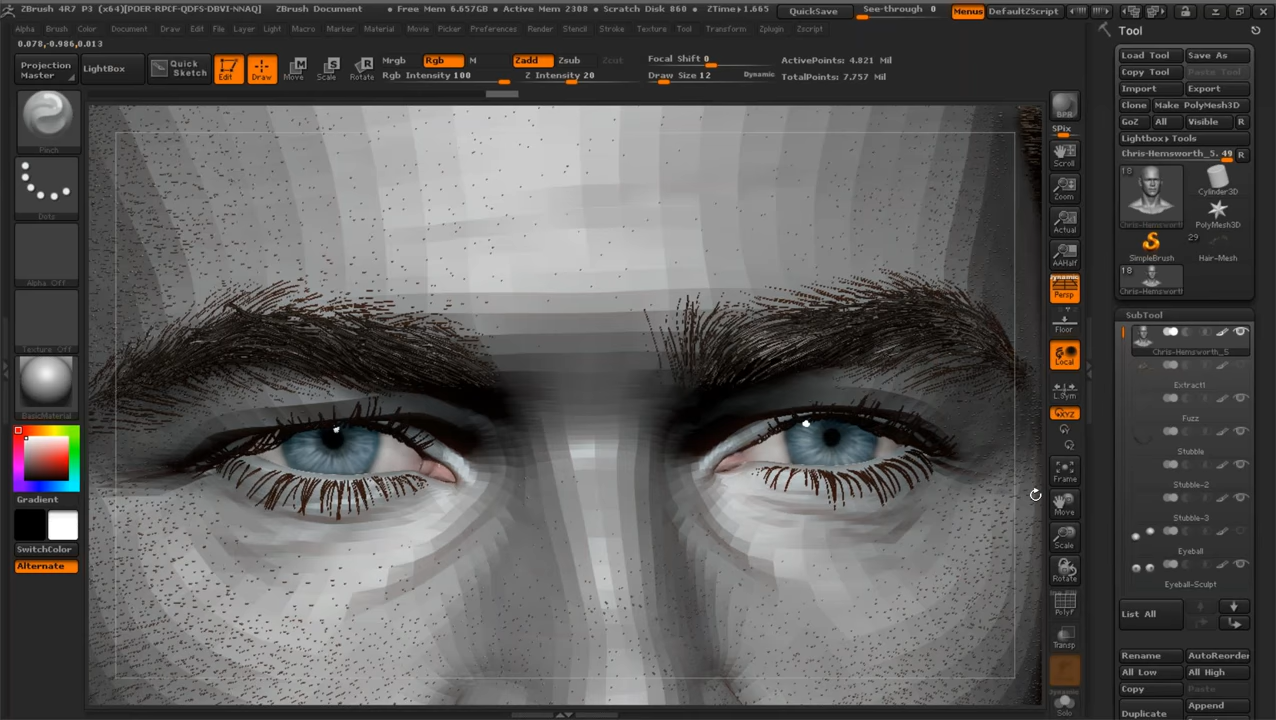 ZBrush 4R7 P3 (x64)[POER-RPCF-QDFS-DBVI-NNAQ] ZBrush Document • Free Mem 6.657GB • Active Mem 2308 • Scratch Disk 860 • ZTime▸1.665 QuickSave See-through 0 Menus DefaultZScript
Alpha Brush Color Document Draw Edit File Layer Light Macro Marker Material Movie Picker Preferences Render Stencil Stroke Texture Tool Transform Zplugin Zscript
0.078,-0.986,0.013
Projection Master
LightBox
Quick Sketch
Edit Draw Move Scale Rotate
Mrgb Rgb M Zadd Zsub Zcut
Rgb Intensity 100 Z Intensity 20
Focal Shift 0
Draw Size 12 Dynamic
ActivePoints: 4.821 Mil
TotalPoints: 7.757 Mil
Pinch
Dots
Alpha Off
Texture Off
BasicMaterial
Gradient
SwitchColor
Alternate
BPR
SPix
Scroll
Zoom
Actual
AAHalf
Dynamic
Persp
Floor
Local
L.Sym
XYZ
Frame
Move
Scale
Rotate
PolyF
Transp
Dynamic
Solo
Tool
Load Tool Save As
Copy Tool Paste Tool
Import Export
Clone Make PolyMesh3D
GoZ All Visible R
Lightbox▸Tools
Chris-Hemsworth_5. 49 R
18
Cylinder3D
Chris-Hemsworth PolyMesh3D
29
SimpleBrush Hair-Mesh
18
Chris-Hemsworth
SubTool
Chris-Hemsworth_5
Extract1
Fuzz
Stubble
Stubble-2
Stubble-3
Eyeball
Eyeball-Sculpt
List All
Rename AutoReorder
All Low All High
Copy Paste
Duplicate Append